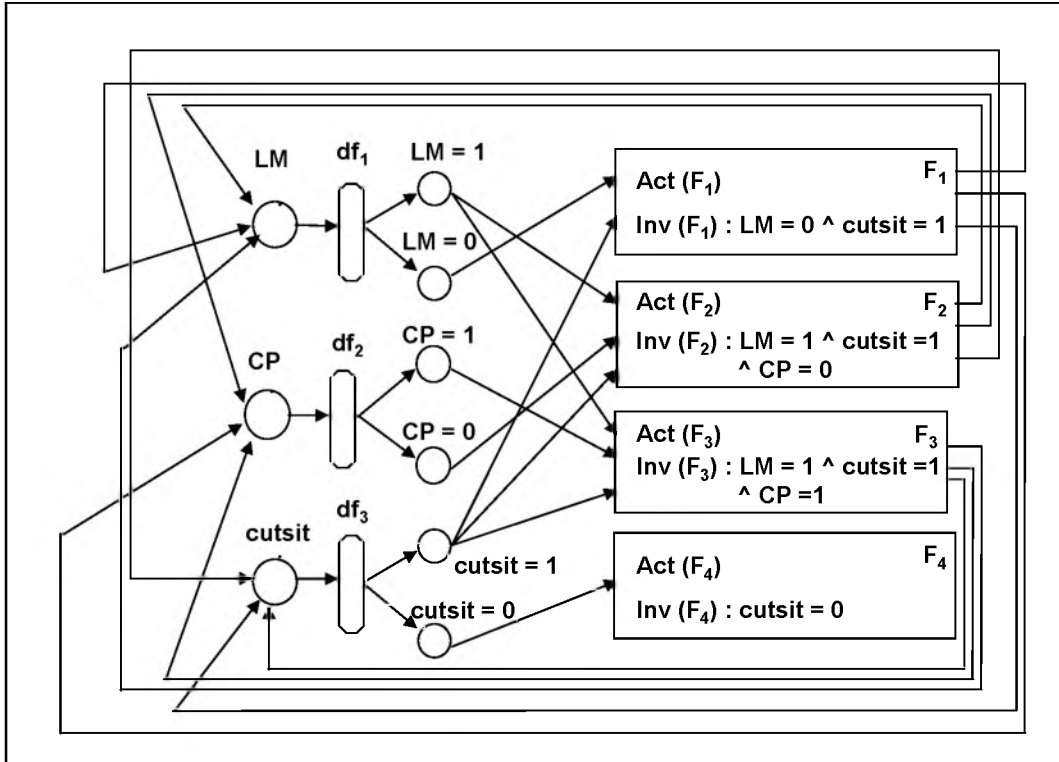 LM
df₁
LM = 1
LM = 0
CP
df₂
CP = 1
CP = 0
cutsit
df₃
cutsit = 1
cutsit = 0
Act (F₁)
F₁
Inv (F₁) : LM = 0 ^ cutsit = 1
Act (F₂)
F₂
Inv (F₂) : LM = 1 ^ cutsit =1
^ CP = 0
Act (F₃)
F₃
Inv (F₃) : LM = 1 ^ cutsit =1
^ CP =1
Act (F₄)
F₄
Inv (F₄) : cutsit = 0